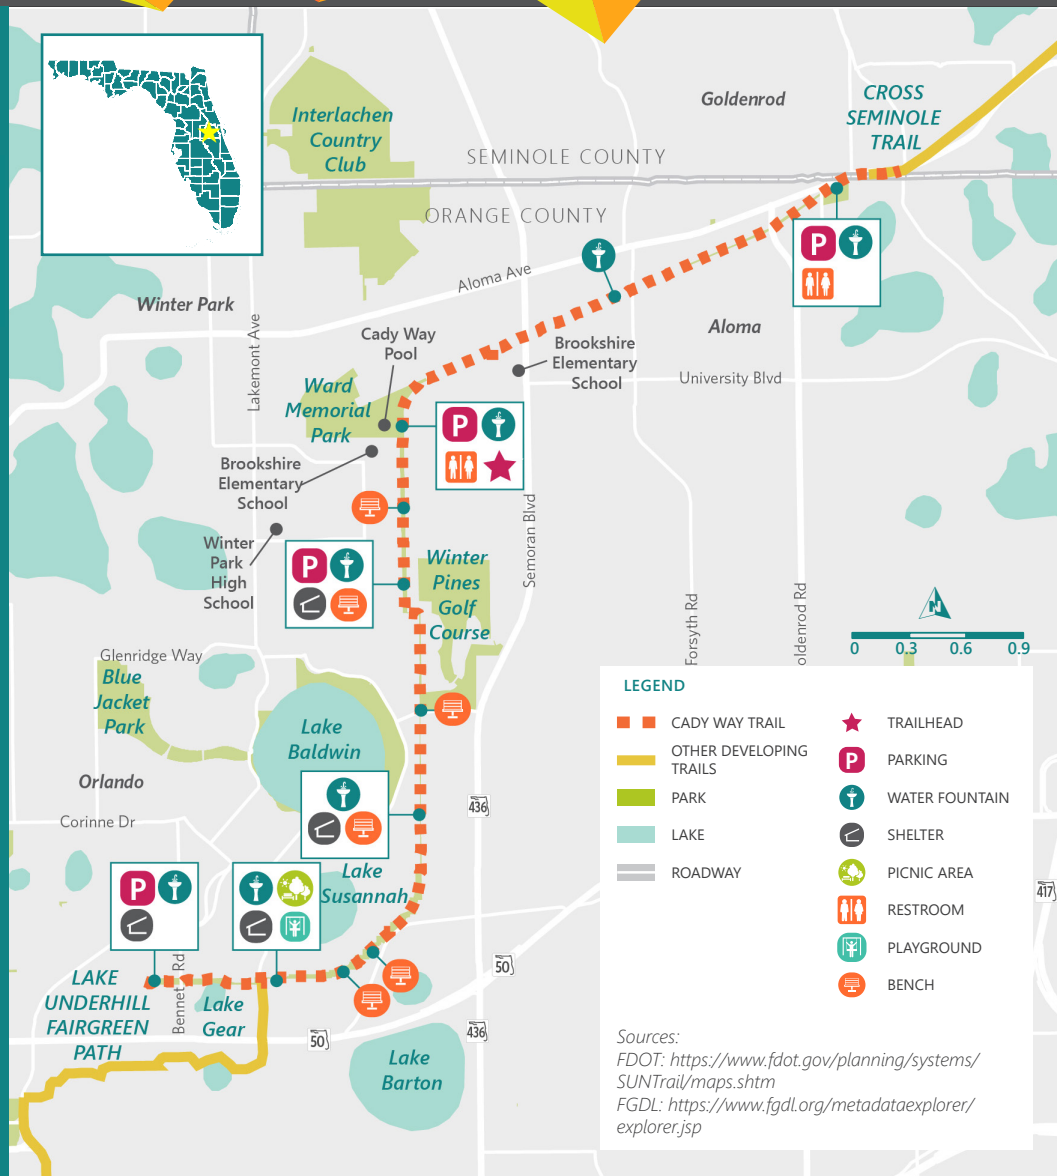 Goldenrod
CROSS
SEMINOLE
TRAIL
Interlachen
Country
Club
SEMINOLE COUNTY
ORANGE COUNTY
P
Aloma Ave
Winter Park
Lakemont Ave
Aloma
Cady Way
Pool
Brookshire
Elementary
School
University Blvd
Ward
Memorial
Park
P
Brookshire
Elementary
School
Semoran Blvd
Winter
Park
High
School
P
Winter
Pines
Golf
Course
Forsyth Rd
oldenrod Rd
N
0 0.3 0.6 0.9
Glenridge Way
Blue
Jacket
Park
Lake
Baldwin
Orlando
Corinne Dr
436
Lake
Susannah
P
LAKE
UNDERHILL
FAIRGREEN
PATH
Bennet Rd
Lake
Gear
50
50
436
417
Lake
Barton
LEGEND
CADY WAY TRAIL
OTHER DEVELOPING
TRAILS
PARK
LAKE
ROADWAY
TRAILHEAD
P PARKING
WATER FOUNTAIN
SHELTER
PICNIC AREA
RESTROOM
PLAYGROUND
BENCH
Sources:
FDOT: https://www.fdot.gov/planning/systems/
SUNTrail/maps.shtm
FGDL: https://www.fgdl.org/metadataexplorer/
explorer.jsp